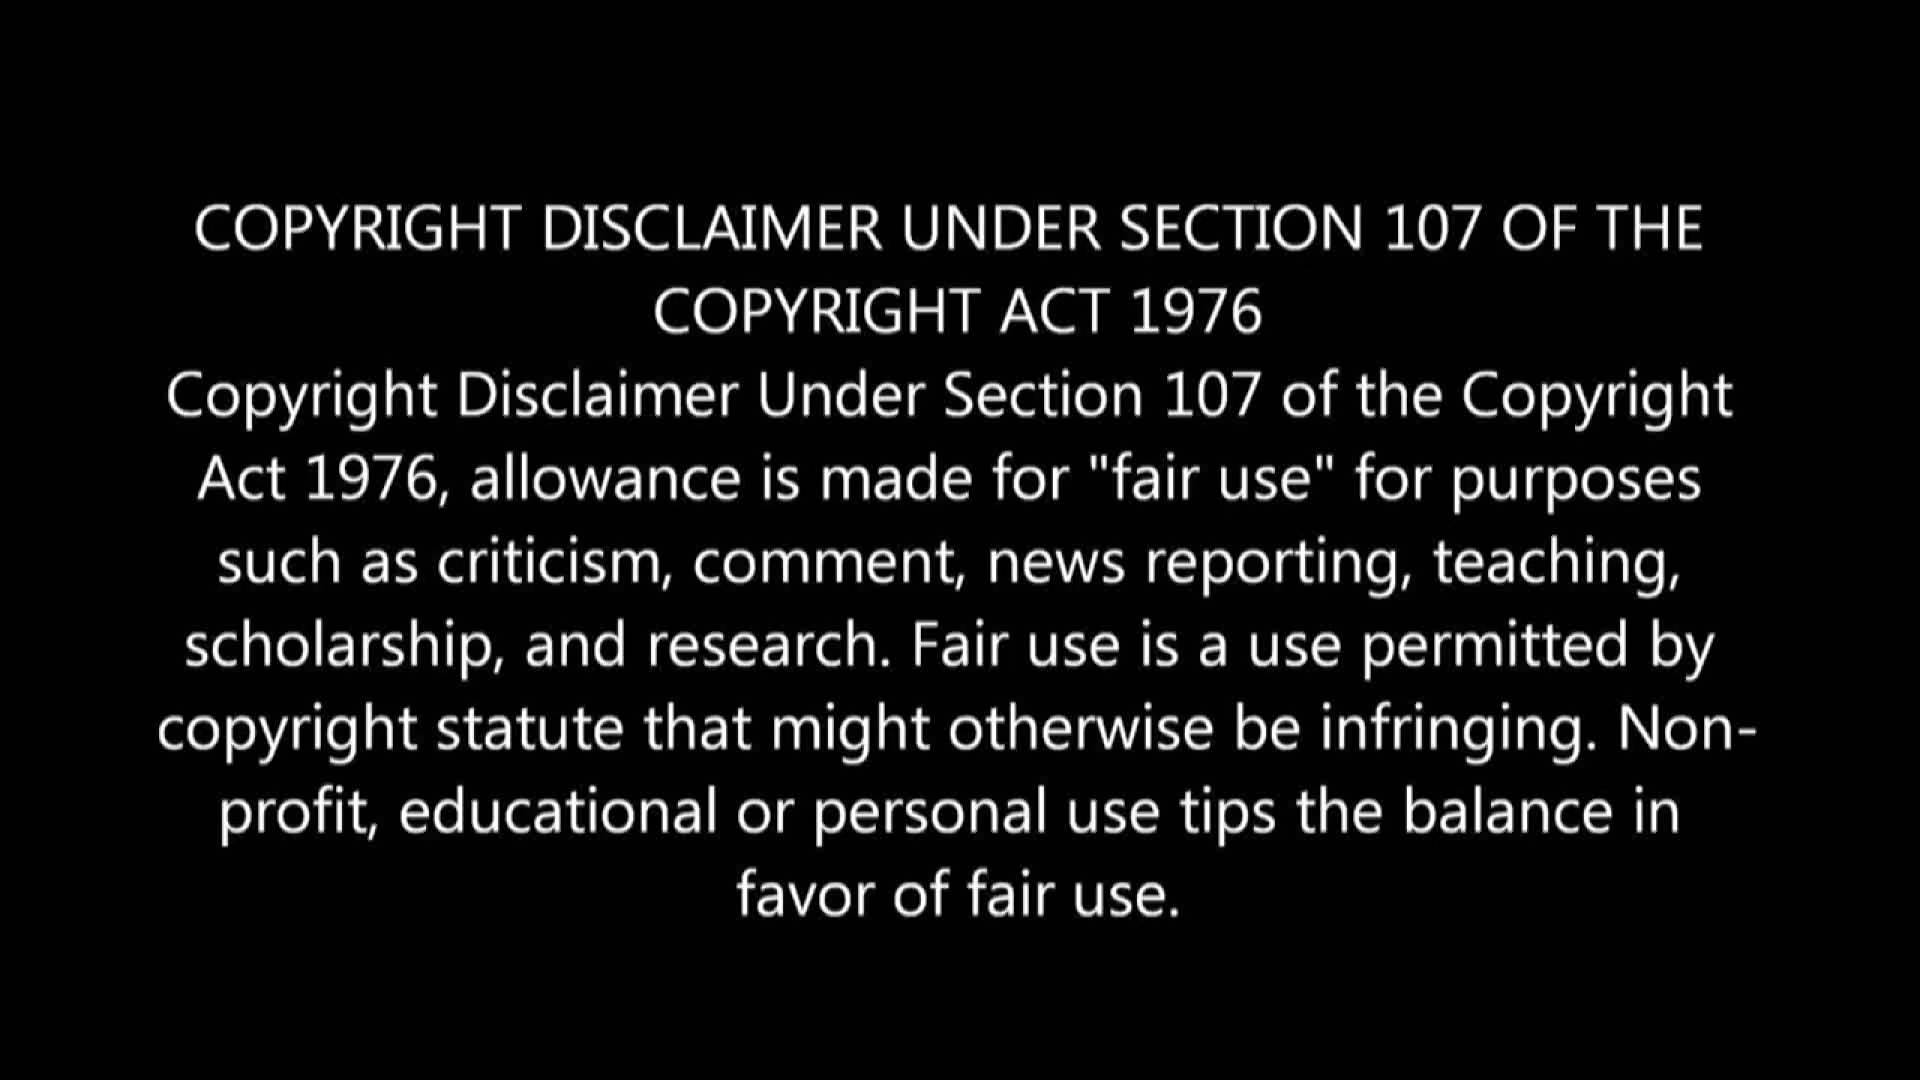 COPYRIGHT DISCLAIMER UNDER SECTION 107 OF THE
COPYRIGHT ACT 1976
Copyright Disclaimer Under Section 107 of the Copyright
Act 1976, allowance is made for "fair use" for purposes
such as criticism, comment, news reporting, teaching,
scholarship, and research. Fair use is a use permitted by
copyright statute that might otherwise be infringing. Non-
profit, educational or personal use tips the balance in
favor of fair use.